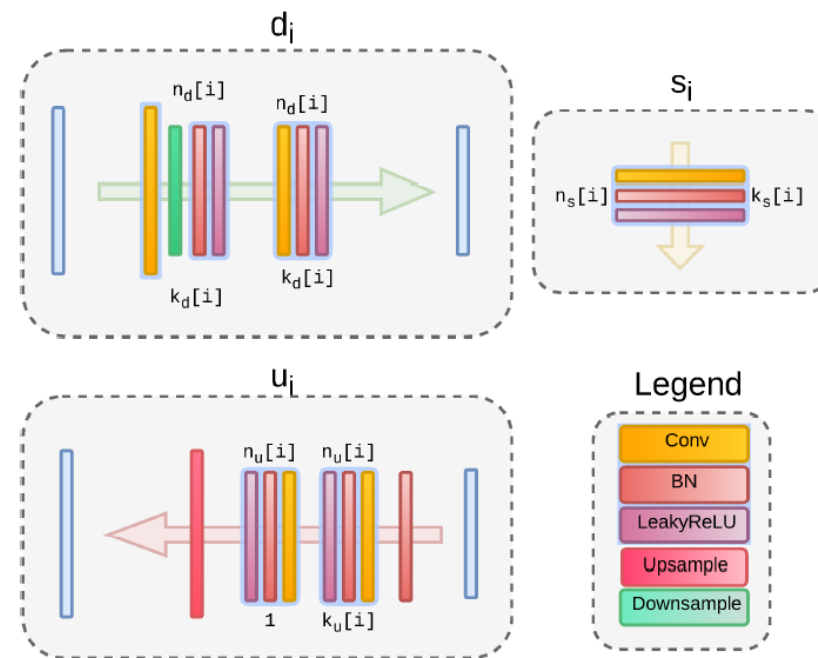 d_i
n_d[i]
n_d[i]
k_d[i]
k_d[i]
s_i
n_s[i]
k_s[i]
u_i
n_u[i]
n_u[i]
1
k_u[i]
Legend
Conv
BN
LeakyReLU
Upsample
Downsample